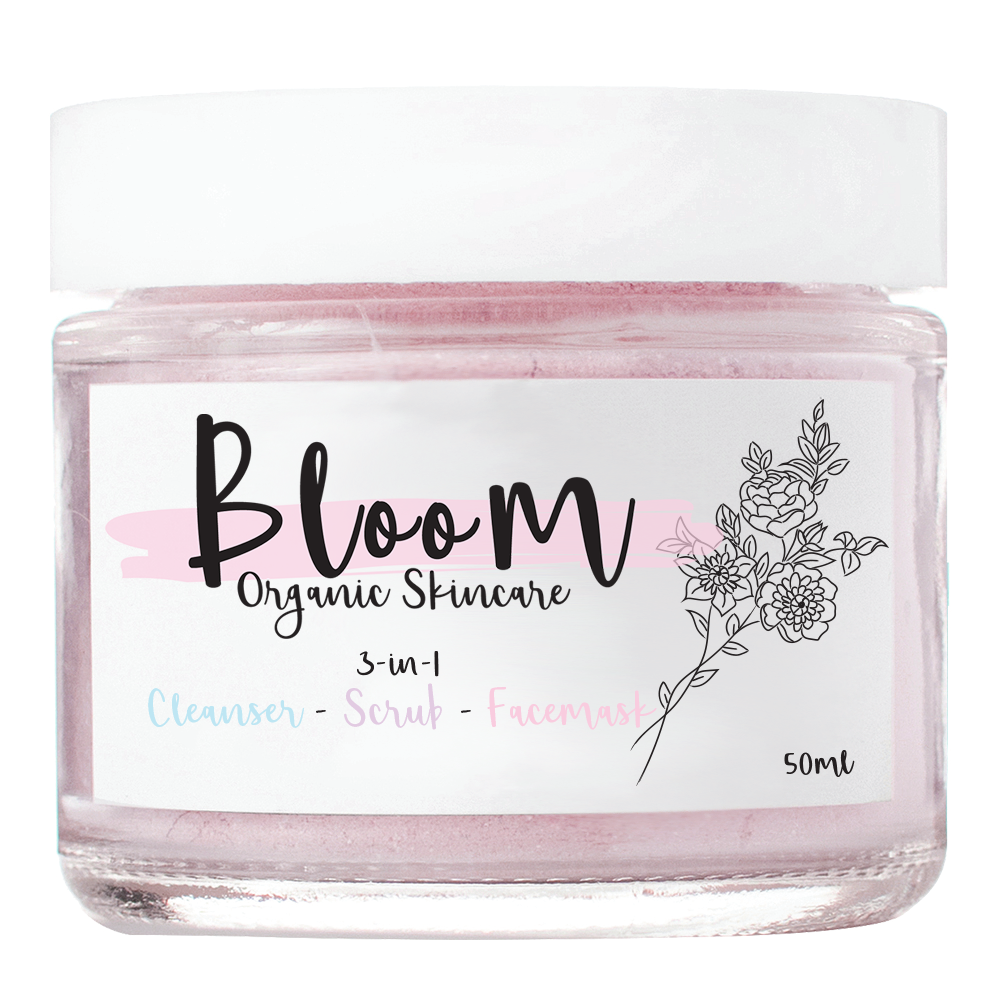 Bloom
Organic Skincare
3-in-1
Cleanser - Scrub - Facemask
50ml